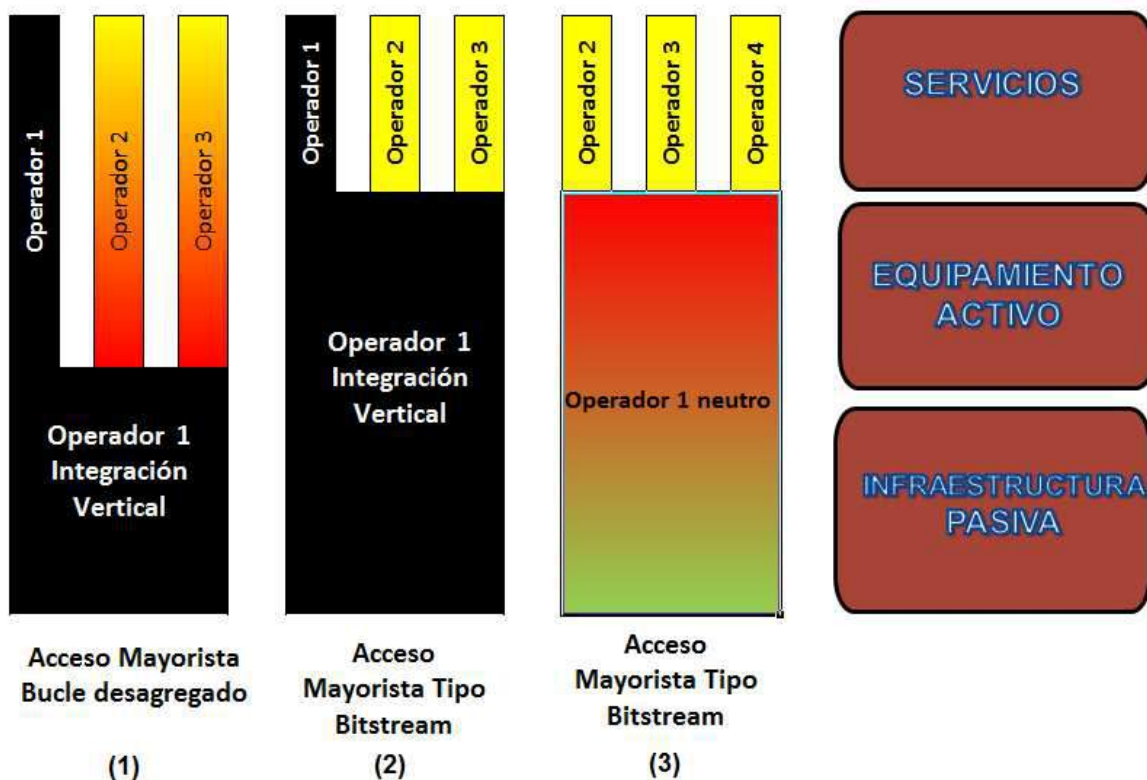 Operador 1
Operador 2
Operador 3
Operador 1
Integración
Vertical
Acceso Mayorista
Bucle desagregado
(1)
Operador 1
Operador 2
Operador 3
Operador 1
Integración
Vertical
Acceso
Mayorista Tipo
Bitstream
(2)
Operador 2
Operador 3
Operador 4
Operador 1 neutro
Acceso
Mayorista Tipo
Bitstream
(3)
SERVICIOS
EQUIPAMIENTO
ACTIVO
INFRAESTRUCTURA
PASIVA